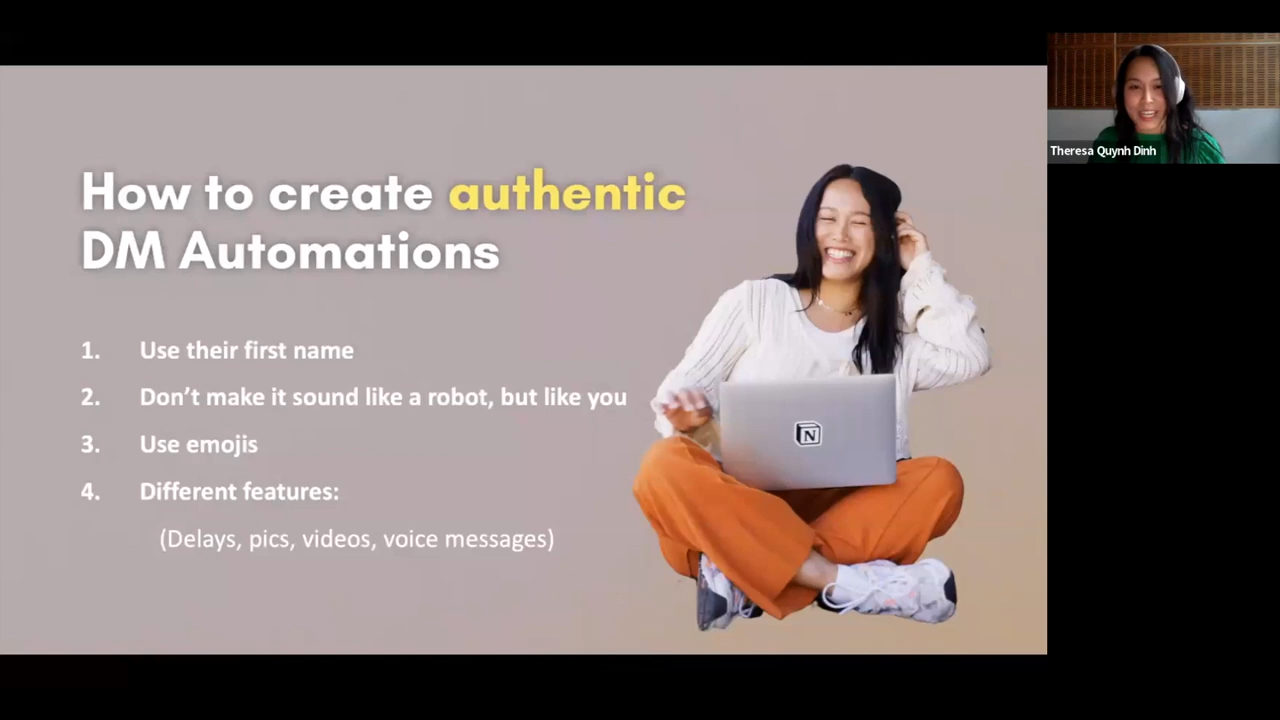 How to create authentic
DM Automations
1. Use their first name
2. Don’t make it sound like a robot, but like you
3. Use emojis
4. Different features:
(Delays, pics, videos, voice messages)
N
Theresa Quynh Dinh